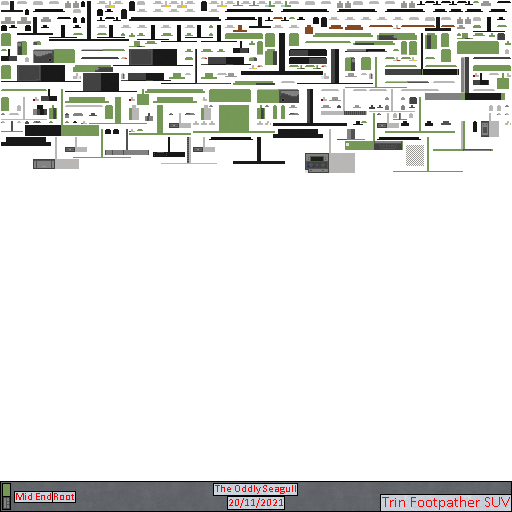 The Oddly Seagull
Mid End Root
20/11/2021
Trin Footpather SUV